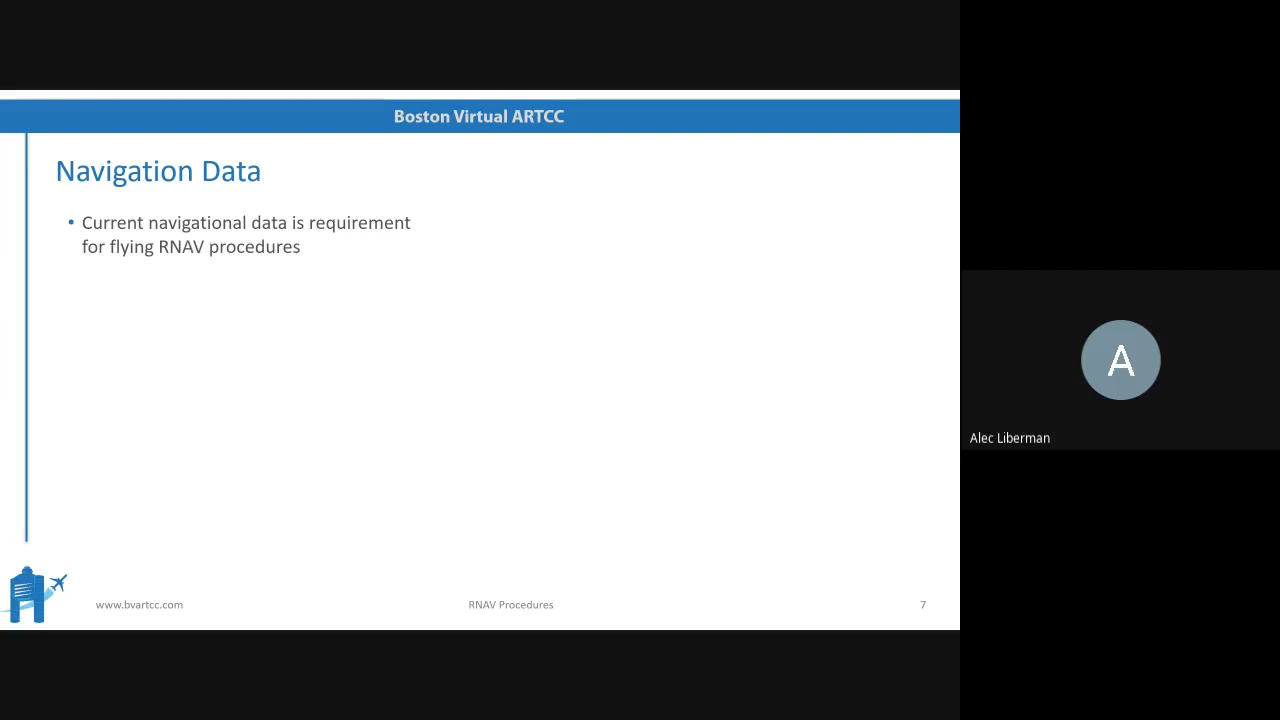 Boston Virtual ARTCC
Navigation Data
• Current navigational data is requirement
for flying RNAV procedures
A
Alec Liberman
www.bvartcc.com
RNAV Procedures
7